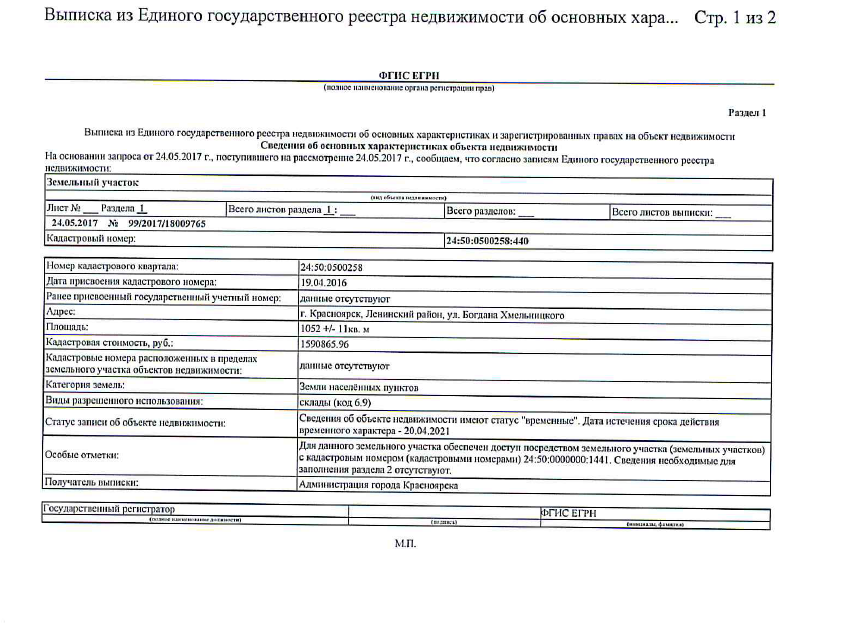 Выписка из Единого государственного реестра недвижимости об основных хара... Стр. 1 из 2
ФГИС ЕГРН
(полное наименование органа регистрации прав)
Раздел 1
Выписка из Единого государственного реестра недвижимости об основных характеристиках и зарегистрированных правах на объект недвижимости
Сведения об основных характеристиках объекта недвижимости
На основании запроса от 24.05.2017 г., поступившего на рассмотрение 24.05.2017 г., сообщаем, что согласно записям Единого государственного реестра
недвижимости:
Земельный участок
(вид объекта недвижимости)
Лист № ___ Раздела 1 Всего листов раздела 1 : ___ Всего разделов: ___ Всего листов выписки: ___
24.05.2017 № 99/2017/18009765
Кадастровый номер: 24:50:0500258:440
Номер кадастрового квартала: 24:50:0500258
Дата присвоения кадастрового номера: 19.04.2016
Ранее присвоенный государственный учетный номер: данные отсутствуют
Адрес: г. Красноярск, Ленинский район, ул. Богдана Хмельницкого
Площадь: 1052 +/- 11кв. м
Кадастровая стоимость, руб.: 1590865.96
Кадастровые номера расположенных в пределах
земельного участка объектов недвижимости: данные отсутствуют
Категория земель: Земли населённых пунктов
Виды разрешенного использования: склады (код 6.9)
Статус записи об объекте недвижимости: Сведения об объекте недвижимости имеют статус "временные". Дата истечения срока действия
временного характера - 20.04.2021
Особые отметки: Для данного земельного участка обеспечен доступ посредством земельного участка (земельных участков)
с кадастровым номером (кадастровыми номерами) 24:50:0000000:1441. Сведения необходимые для
заполнения раздела 2 отсутствуют.
Получатель выписки: Администрация города Красноярска
Государственный регистратор ФГИС ЕГРН
(полное наименование должности) (подпись) (инициалы, фамилия)
М.П.